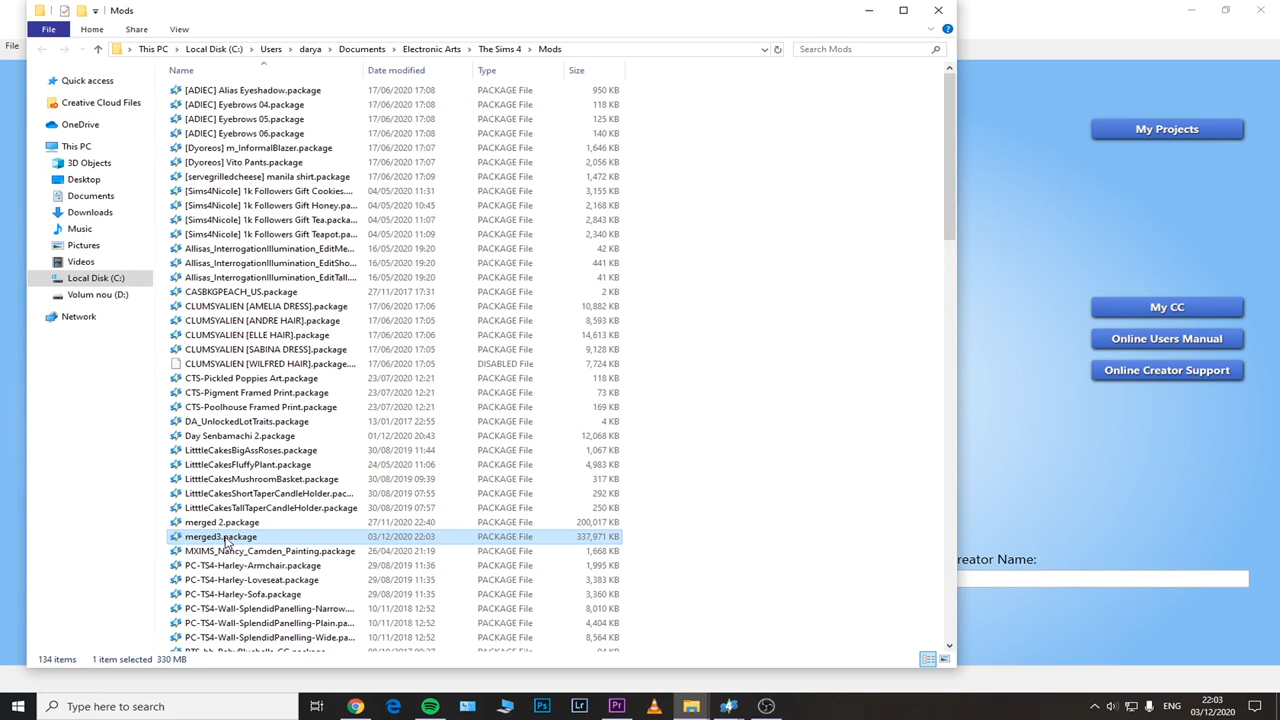 Mods
File
Home
Share
View
This PC
Local Disk (C:)
Users
darya
Documents
Electronic Arts
The Sims 4
Mods
Search Mods
Name
Date modified
Type
Size
Quick access
Creative Cloud Files
OneDrive
This PC
3D Objects
Desktop
Documents
Downloads
Music
Pictures
Videos
Local Disk (C:)
Volum nou (D:)
Network
[ADIEC] Alias Eyeshadow.package 17/06/2020 17:08 PACKAGE File 950 KB
[ADIEC] Eyebrows 04.package 17/06/2020 17:08 PACKAGE File 118 KB
[ADIEC] Eyebrows 05.package 17/06/2020 17:08 PACKAGE File 125 KB
[ADIEC] Eyebrows 06.package 17/06/2020 17:08 PACKAGE File 140 KB
[Dyoreos] m_InformalBlazer.package 17/06/2020 17:07 PACKAGE File 1,646 KB
[Dyoreos] Vito Pants.package 17/06/2020 17:07 PACKAGE File 2,056 KB
[servegrilledcheese] manila shirt.package 17/06/2020 17:09 PACKAGE File 1,472 KB
[Sims4Nicole] 1k Followers Gift Cookies.... 04/05/2020 11:31 PACKAGE File 3,155 KB
[Sims4Nicole] 1k Followers Gift Honey.pa... 04/05/2020 10:45 PACKAGE File 2,168 KB
[Sims4Nicole] 1k Followers Gift Tea.packa... 04/05/2020 11:07 PACKAGE File 2,843 KB
[Sims4Nicole] 1k Followers Gift Teapot.pa... 04/05/2020 11:09 PACKAGE File 2,340 KB
Allisas_InterrogationIllumination_EditMe... 16/05/2020 19:20 PACKAGE File 42 KB
Allisas_InterrogationIllumination_EditSho... 16/05/2020 19:20 PACKAGE File 441 KB
Allisas_InterrogationIllumination_EditTall.... 16/05/2020 19:20 PACKAGE File 41 KB
CASBKGPEACH_US.package 27/11/2017 17:31 PACKAGE File 2 KB
CLUMSYALIEN [AMELIA DRESS].package 17/06/2020 17:06 PACKAGE File 10,882 KB
CLUMSYALIEN [ANDRE HAIR].package 17/06/2020 17:05 PACKAGE File 8,593 KB
CLUMSYALIEN [ELLE HAIR].package 17/06/2020 17:06 PACKAGE File 14,613 KB
CLUMSYALIEN [SABINA DRESS].package 17/06/2020 17:05 PACKAGE File 9,128 KB
CLUMSYALIEN [WILFRED HAIR].package.... 17/06/2020 17:05 DISABLED File 7,724 KB
CTS-Pickled Poppies Art.package 23/07/2020 12:21 PACKAGE File 118 KB
CTS-Pigment Framed Print.package 23/07/2020 12:21 PACKAGE File 73 KB
CTS-Poolhouse Framed Print.package 23/07/2020 12:21 PACKAGE File 169 KB
DA_UnlockedLotTraits.package 13/01/2017 22:55 PACKAGE File 4 KB
Day Senbamachi 2.package 01/12/2020 20:43 PACKAGE File 12,068 KB
LitttleCakesBigAssRoses.package 30/08/2019 11:44 PACKAGE File 1,067 KB
LitttleCakesFluffyPlant.package 24/05/2020 11:06 PACKAGE File 4,983 KB
LitttleCakesMushroomBasket.package 30/08/2019 09:39 PACKAGE File 317 KB
LitttleCakesShortTaperCandleHolder.pac... 30/08/2019 07:55 PACKAGE File 292 KB
LitttleCakesTallTaperCandleHolder.package 30/08/2019 07:56 PACKAGE File 250 KB
merged 2.package 27/11/2020 22:40 PACKAGE File 200,017 KB
merged3.package 03/12/2020 22:03 PACKAGE File 337,971 KB
MXIMS_Nancy_Camden_Painting.package 26/04/2020 21:19 PACKAGE File 1,668 KB
PC-TS4-Harley-Armchair.package 29/08/2019 11:36 PACKAGE File 1,995 KB
PC-TS4-Harley-Loveseat.package 29/08/2019 11:35 PACKAGE File 3,383 KB
PC-TS4-Harley-Sofa.package 29/08/2019 11:35 PACKAGE File 3,360 KB
PC-TS4-Wall-SplendidPanelling-Narrow.... 10/11/2018 12:52 PACKAGE File 8,010 KB
PC-TS4-Wall-SplendidPanelling-Plain.pa... 10/11/2018 12:52 PACKAGE File 4,404 KB
PC-TS4-Wall-SplendidPanelling-Wide.pa... 10/11/2018 12:52 PACKAGE File 8,564 KB
134 items 1 item selected 330 MB
File
My Projects
My CC
Online Users Manual
Online Creator Support
reator Name:
Type here to search
Ps
Lr
Pr
22:03
03/12/2020